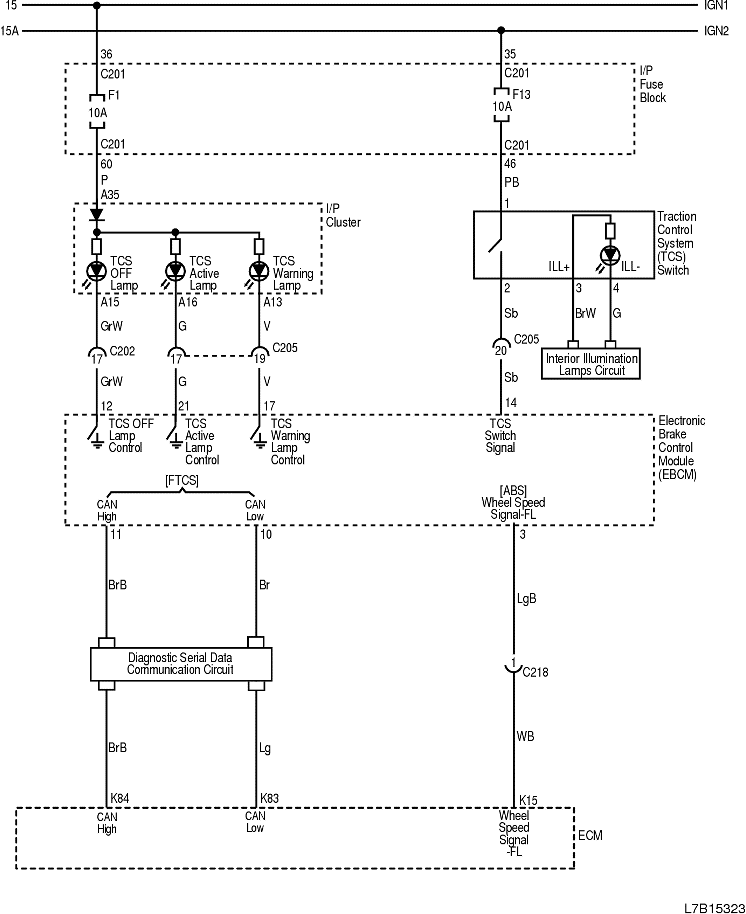 15 IGN1
15A IGN2
36 35
C201 C201
I/P
Fuse
Block
F1 F13
10A 10A
C201 C201
60 46
P PB
A35 1
I/P
Cluster
TCS
OFF
Lamp
TCS
Active
Lamp
TCS
Warning
Lamp
Traction
Control
System
(TCS)
Switch
ILL+ ILL-
A15 A16 A13 2 3 4
GrW G V Sb BrW G
17 C202 17 19 C205 20 C205
Interior Illumination
Lamps Circuit
GrW G V Sb
12 21 17 14
TCS OFF
Lamp
Control
TCS
Active
Lamp
Control
TCS
Warning
Lamp
Control
TCS
Switch
Signal
Electronic
Brake
Control
Module
(EBCM)
[FTCS]
CAN
High
CAN
Low
[ABS]
Wheel Speed
Signal-FL
11 10 3
BrB Br LgB
Diagnostic Serial Data
Communication Circuit
1 C218
BrB Lg WB
K84 K83 K15
CAN
High
CAN
Low
Wheel
Speed
Signal
-FL
ECM
L7B15323